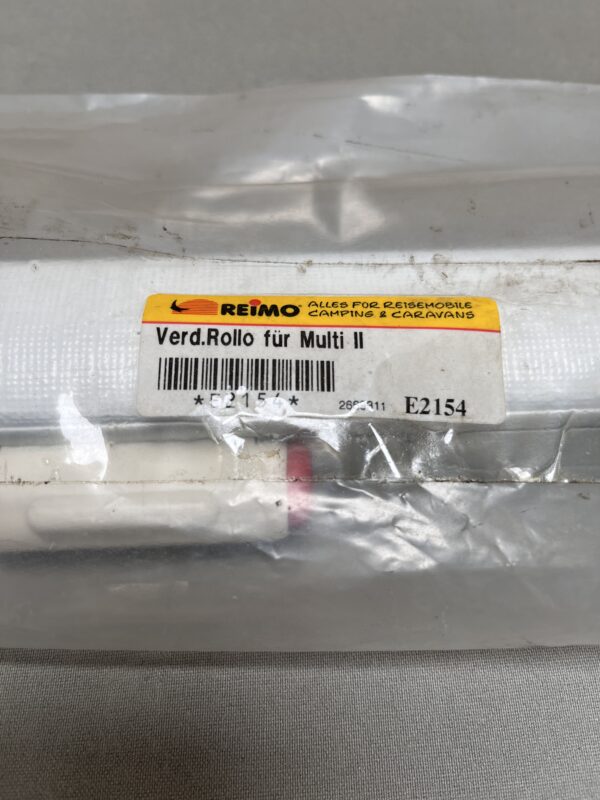 REIMO ALLES FÜR REISEMOBILE
CAMPING & CARAVANS
Verd.Rollo für Multi II
E2154